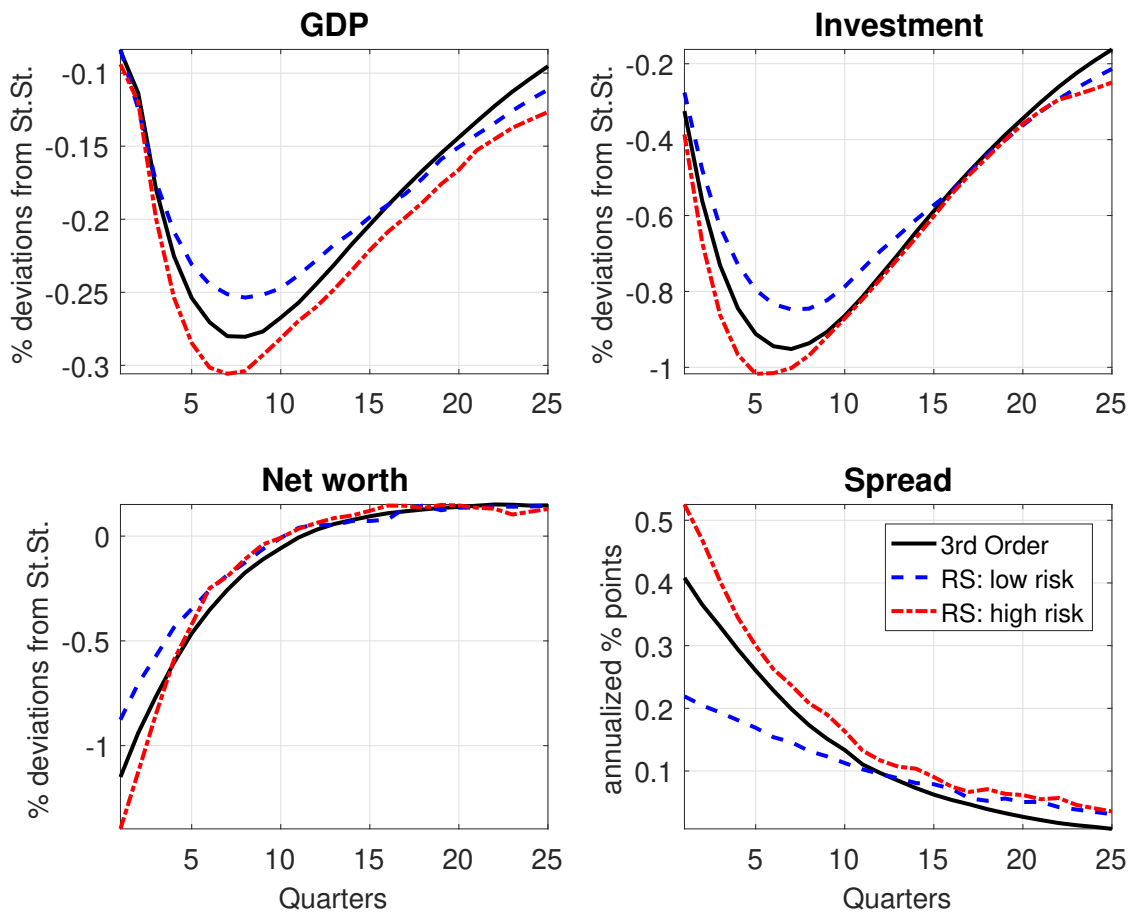 GDP
% deviations from St.St.
-0.1
-0.15
-0.2
-0.25
-0.3
5 10 15 20 25
Investment
% deviations from St.St.
-0.2
-0.4
-0.6
-0.8
-1
5 10 15 20 25
Net worth
% deviations from St.St.
0
-0.5
-1
5 10 15 20 25
Quarters
Spread
annualized % points
0.5
0.4
0.3
0.2
0.1
3rd Order
RS: low risk
RS: high risk
5 10 15 20 25
Quarters